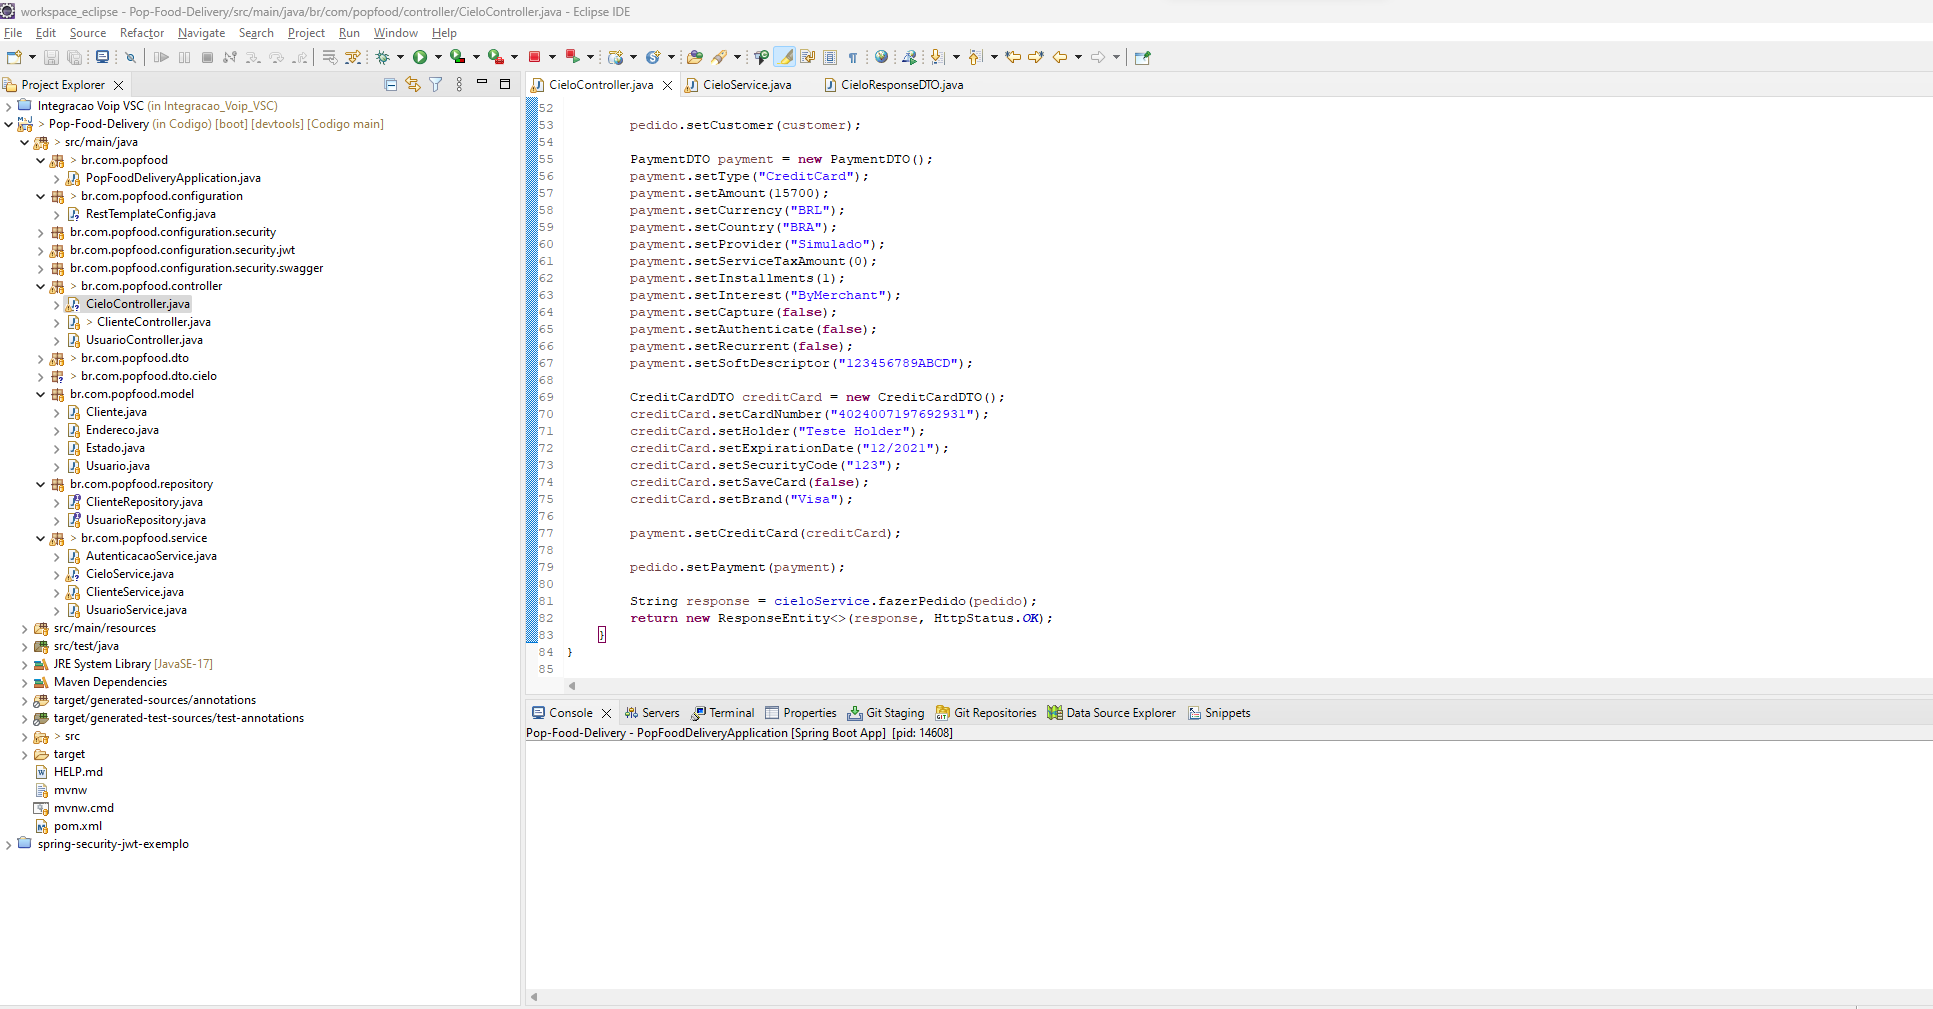 workspace_eclipse - Pop-Food-Delivery/src/main/java/br/com/popfood/controller/CieloController.java - Eclipse IDE
File Edit Source Refactor Navigate Search Project Run Window Help
Project Explorer
Integracao Voip VSC (in Integracao_Voip_VSC)
> Pop-Food-Delivery (in Codigo) [boot] [devtools] [Codigo main]
> src/main/java
> br.com.popfood
PopFoodDeliveryApplication.java
> br.com.popfood.configuration
RestTemplateConfig.java
br.com.popfood.configuration.security
br.com.popfood.configuration.security.jwt
br.com.popfood.configuration.security.swagger
> br.com.popfood.controller
CieloController.java
> ClienteController.java
UsuarioController.java
> br.com.popfood.dto
> br.com.popfood.dto.cielo
br.com.popfood.model
Cliente.java
Endereco.java
Estado.java
Usuario.java
br.com.popfood.repository
ClienteRepository.java
UsuarioRepository.java
> br.com.popfood.service
AutenticacaoService.java
CieloService.java
ClienteService.java
UsuarioService.java
src/main/resources
src/test/java
JRE System Library [JavaSE-17]
Maven Dependencies
target/generated-sources/annotations
target/generated-test-sources/test-annotations
> src
target
HELP.md
mvnw
mvnw.cmd
pom.xml
spring-security-jwt-exemplo
CieloController.java CieloService.java CieloResponseDTO.java
52
53 pedido.setCustomer(customer);
54
55 PaymentDTO payment = new PaymentDTO();
56 payment.setType("CreditCard");
57 payment.setAmount(15700);
58 payment.setCurrency("BRL");
59 payment.setCountry("BRA");
60 payment.setProvider("Simulado");
61 payment.setServiceTaxAmount(0);
62 payment.setInstallments(1);
63 payment.setInterest("ByMerchant");
64 payment.setCapture(false);
65 payment.setAuthenticate(false);
66 payment.setRecurrent(false);
67 payment.setSoftDescriptor("123456789ABCD");
68
69 CreditCardDTO creditCard = new CreditCardDTO();
70 creditCard.setCardNumber("4024007197692931");
71 creditCard.setHolder("Teste Holder");
72 creditCard.setExpirationDate("12/2021");
73 creditCard.setSecurityCode("123");
74 creditCard.setSaveCard(false);
75 creditCard.setBrand("Visa");
76
77 payment.setCreditCard(creditCard);
78
79 pedido.setPayment(payment);
80
81 String response = cieloService.fazerPedido(pedido);
82 return new ResponseEntity<>(response, HttpStatus.OK);
83 }
84 }
85
Console Servers Terminal Properties Git Staging Git Repositories Data Source Explorer Snippets
Pop-Food-Delivery - PopFoodDeliveryApplication [Spring Boot App] [pid: 14608]